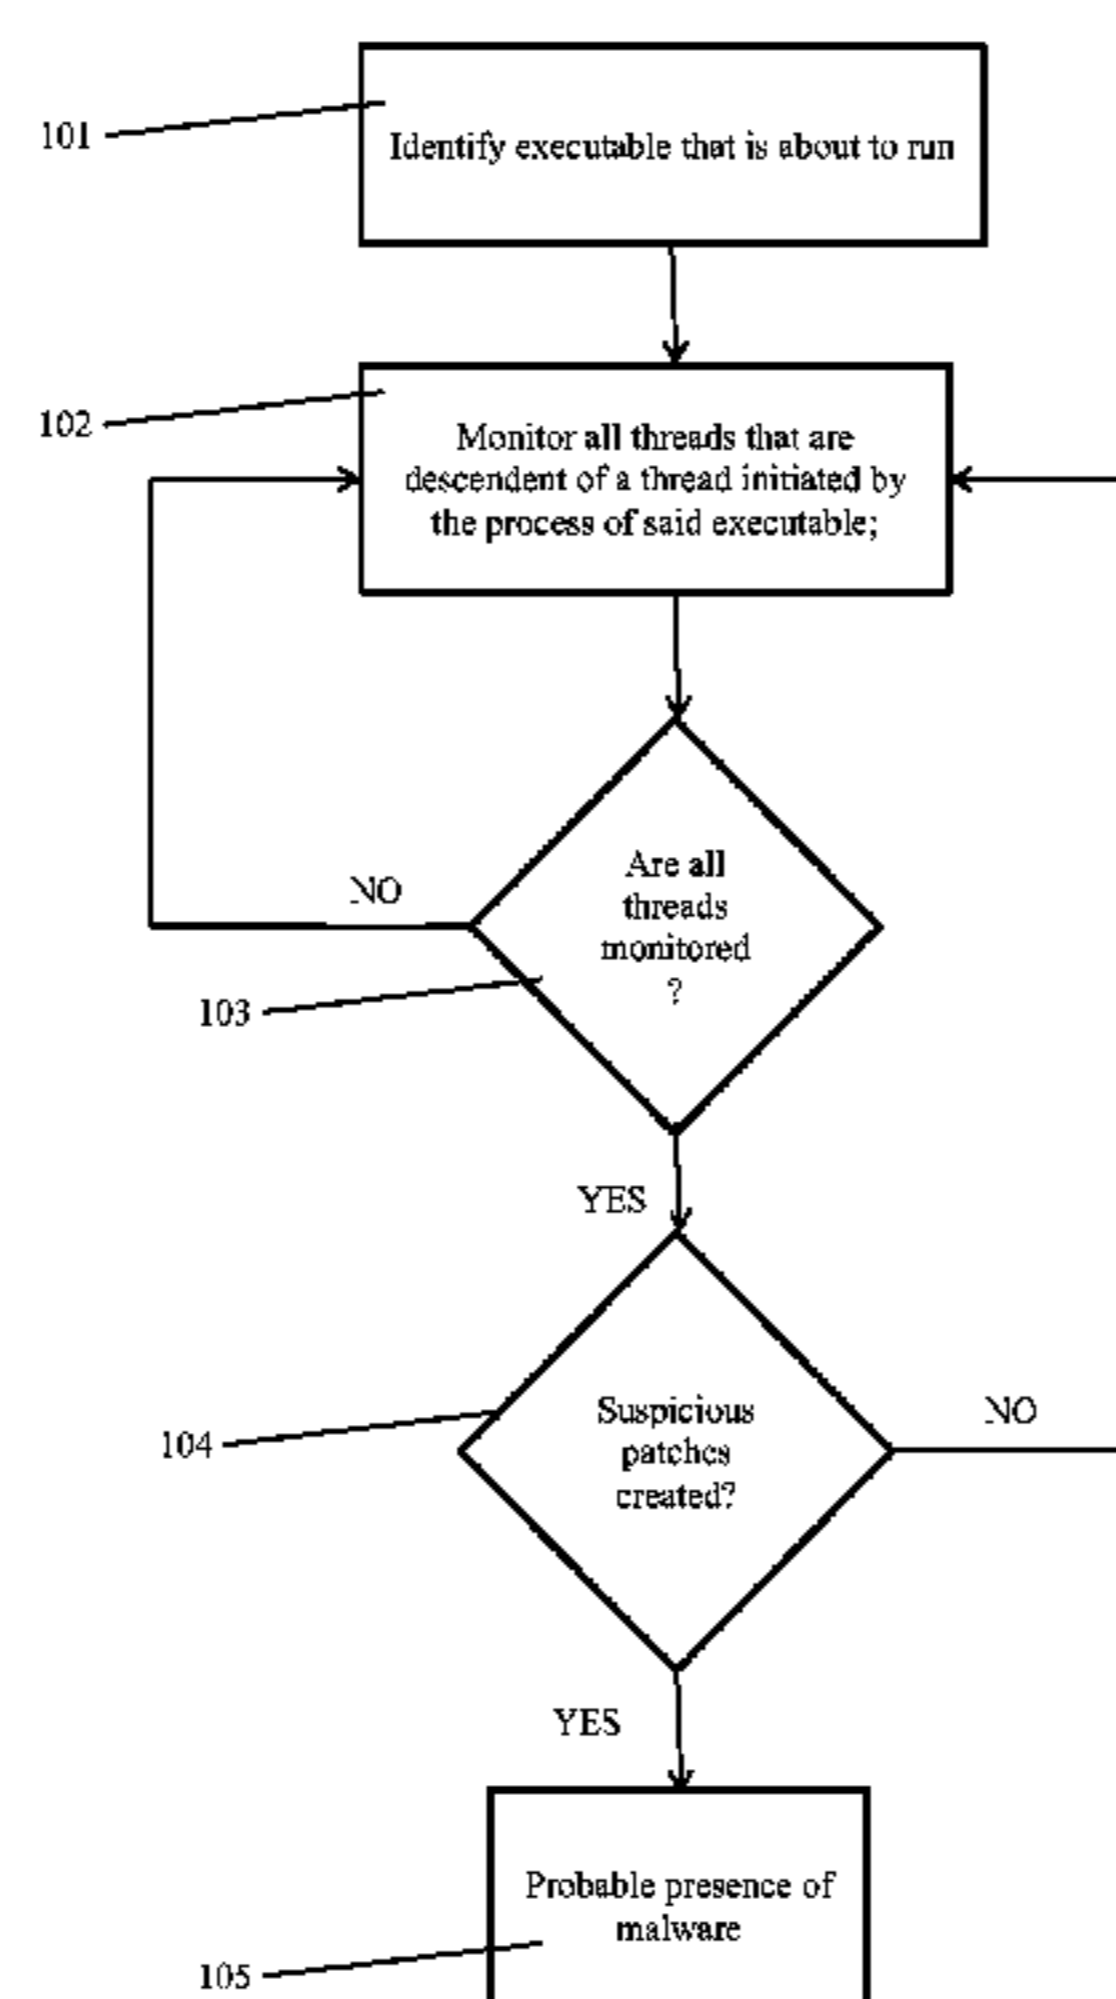 101
Identify executable that is about to run
102
Monitor all threads that are
descendent of a thread initiated by
the process of said executable;
Are all
threads
monitored
?
NO
103
YES
Suspicious
patches
created?
NO
104
YES
Probable presence of
malware
105